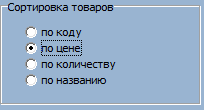 Сортировка товаров
по коду
по цене
по количеству
по названию